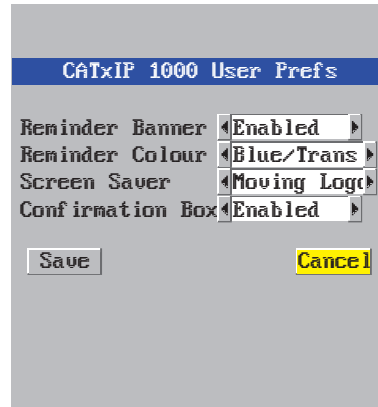 CATxIP 1000 User Prefs
Reminder Banner Enabled
Reminder Colour Blue/Trans
Screen Saver Moving Logo
Confirmation Box Enabled
Save Cancel